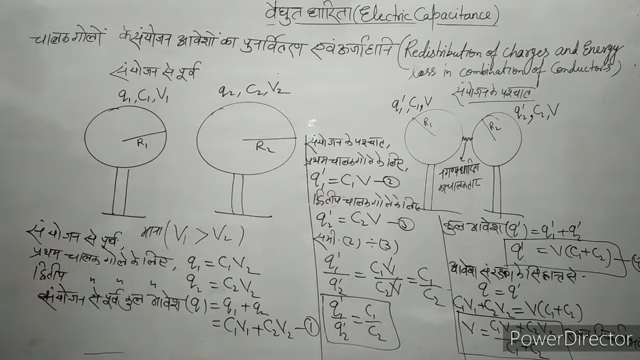 वैद्युत धारिता (Electric Capacitance)
चालक गोलों के संयोजन आवेशों का पुनर्वितरण एवं ऊर्जा हानि (Redistribution of charges and Energy
loss in combination of Conductors)
संयोजन से पूर्व
q₁, C₁, V₁
q₂, C₂, V₂
R₁
R₂
संयोजन से पूर्व माना (V₁ > V₂)
प्रथम चालक गोले के लिए, q₁ = C₁V₁
द्वितीय " " " q₂ = C₂V₂
संयोजन से पूर्व कुल आवेश (q) = q₁ + q₂
= C₁V₁ + C₂V₂ – ①
संयोजन के पश्चात,
प्रथम चालक गोले के लिए,
q₁' = C₁V – ②
द्वितीय चालक गोले के लिए
q₂' = C₂V – ③
समी. (2) ÷ (3)
q₁'/q₂' = C₁V/C₂V = C₁/C₂
q₁'/q₂' = C₁/C₂
संयोजन के पश्चात
q₁', C₁, V
q₂', C₂, V
R₁
R₂
कुल आवेश (q') = q₁' + q₂'
q' = V(C₁+C₂)
आवेश संरक्षण के सिद्धान्त से -
q = q'
C₁V₁ + C₂V₂ = V(C₁+C₂)
V = C₁V₁ + C₂V₂
PowerDirector